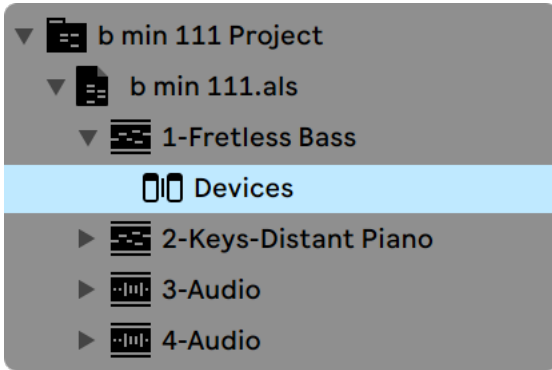 b min 111 Project
b min 111.als
1-Fretless Bass
Devices
2-Keys-Distant Piano
3-Audio
4-Audio